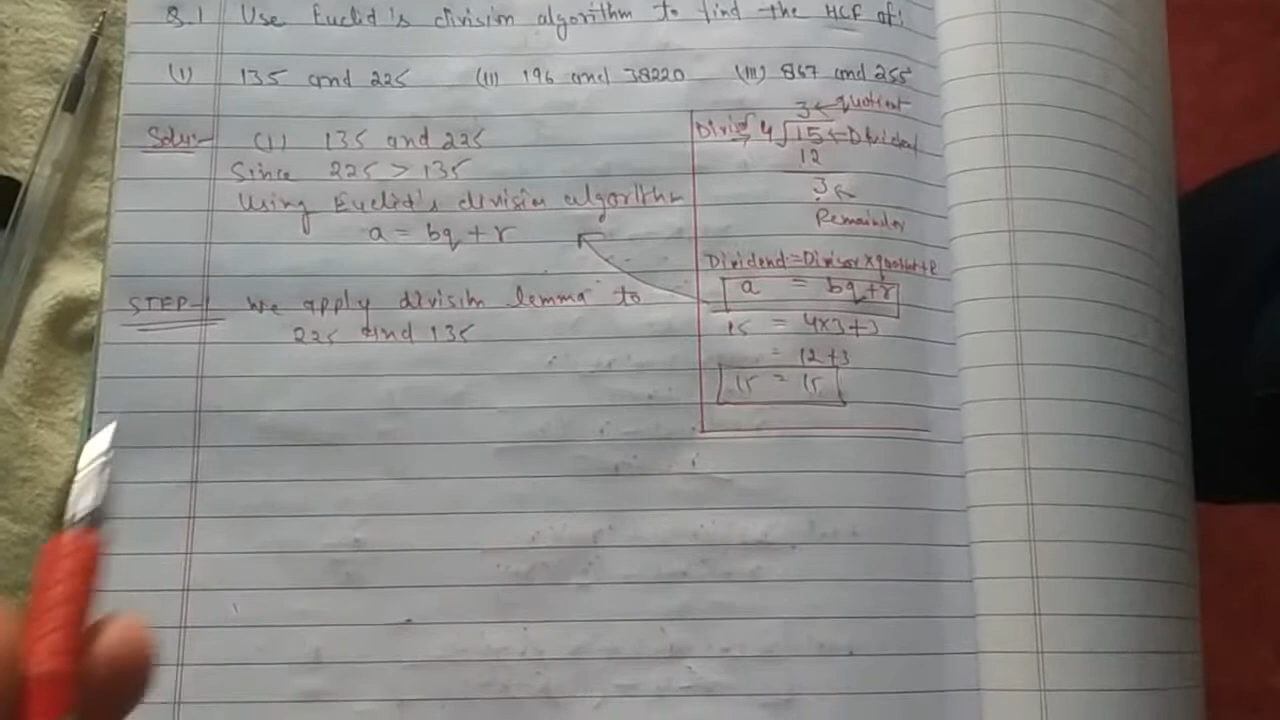 Q.1 Use Euclid's division algorithm to find the HCF of:
(I) 135 and 225 (II) 196 and 38220 (III) 867 and 255
Soln:- (I) 135 and 225
Since 225 > 135
Using Euclid's division algorithm
a = bq + r
STEP-1 We apply division lemma to
225 and 135
3 ← quotient
Divisor → 4 √15 ← Dividend
12
3
Remainder
Dividend = Divisor × quotient + R
a = bq + r
15 = 4×3+3
= 12+3
15 = 15